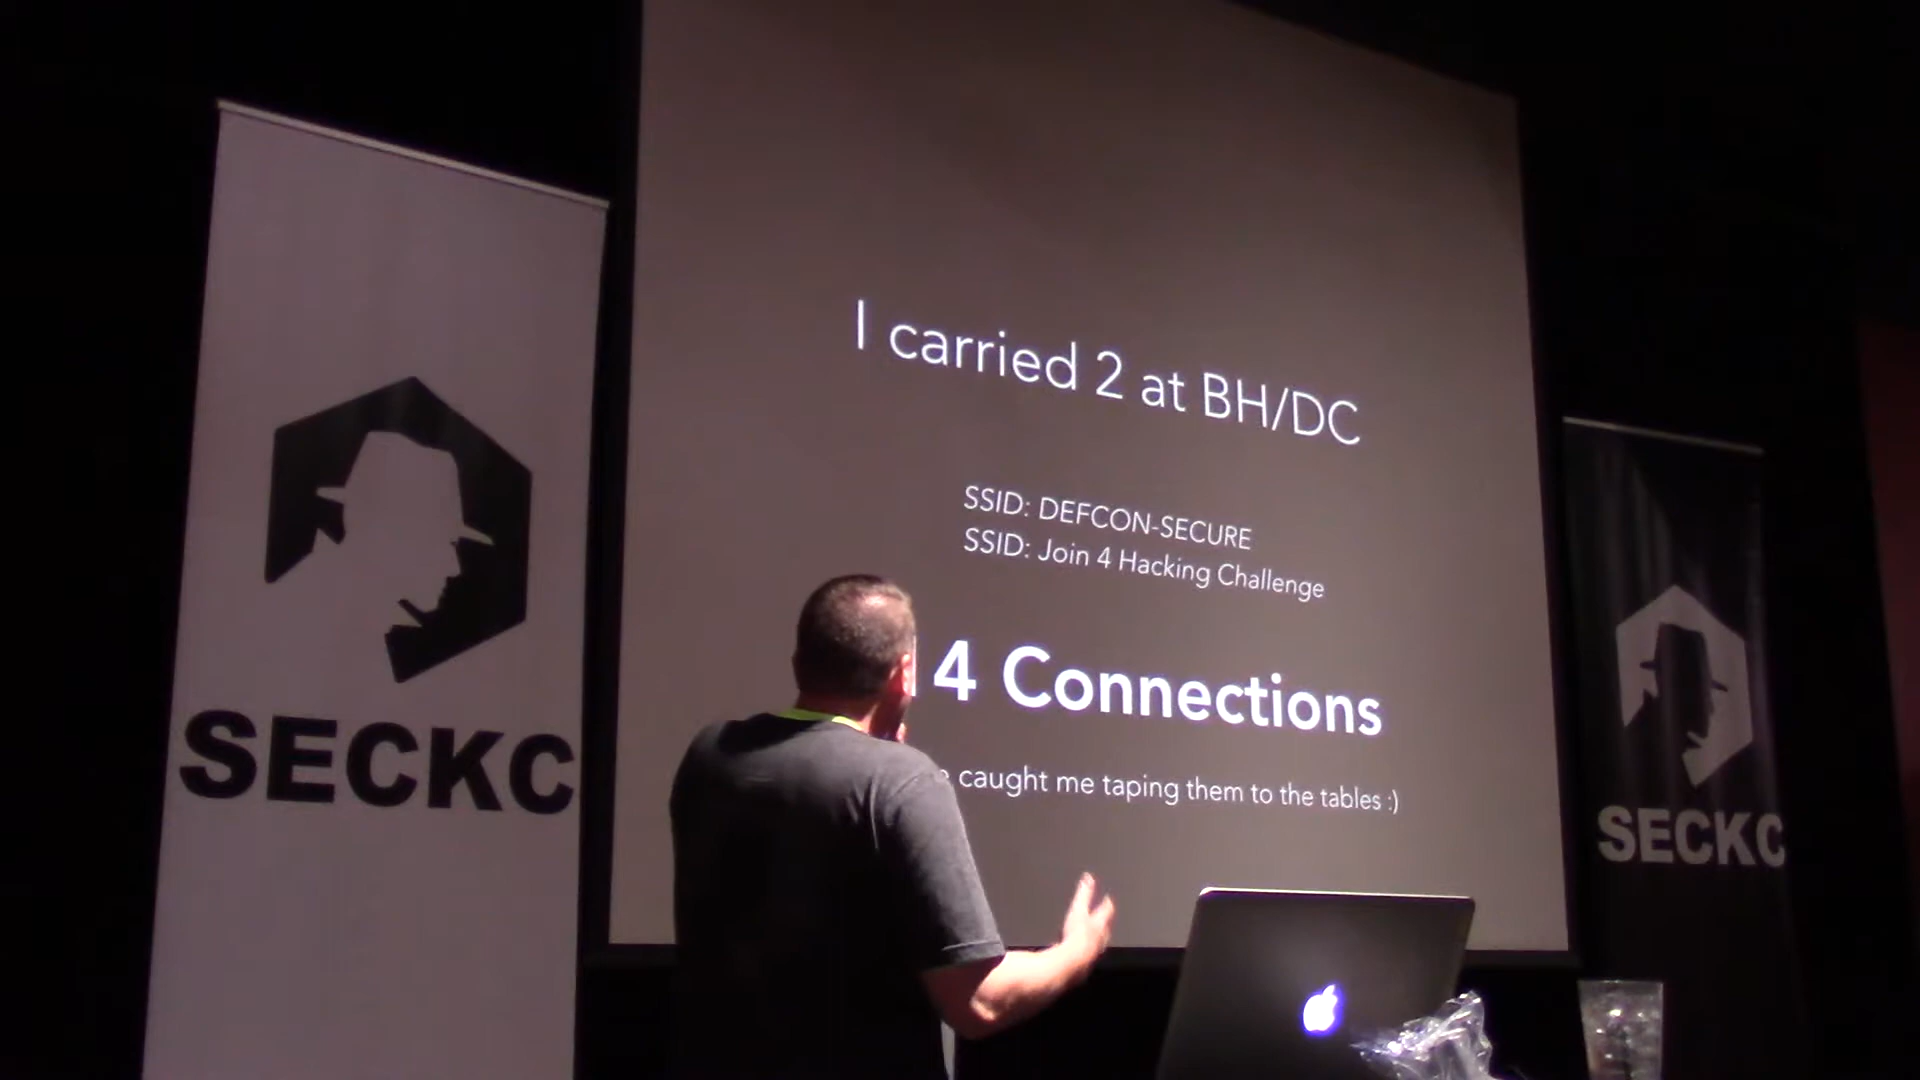 I carried 2 at BH/DC
SSID: DEFCON-SECURE
SSID: Join 4 Hacking Challenge
4 Connections
caught me taping them to the tables :)
SECKC
SECKC